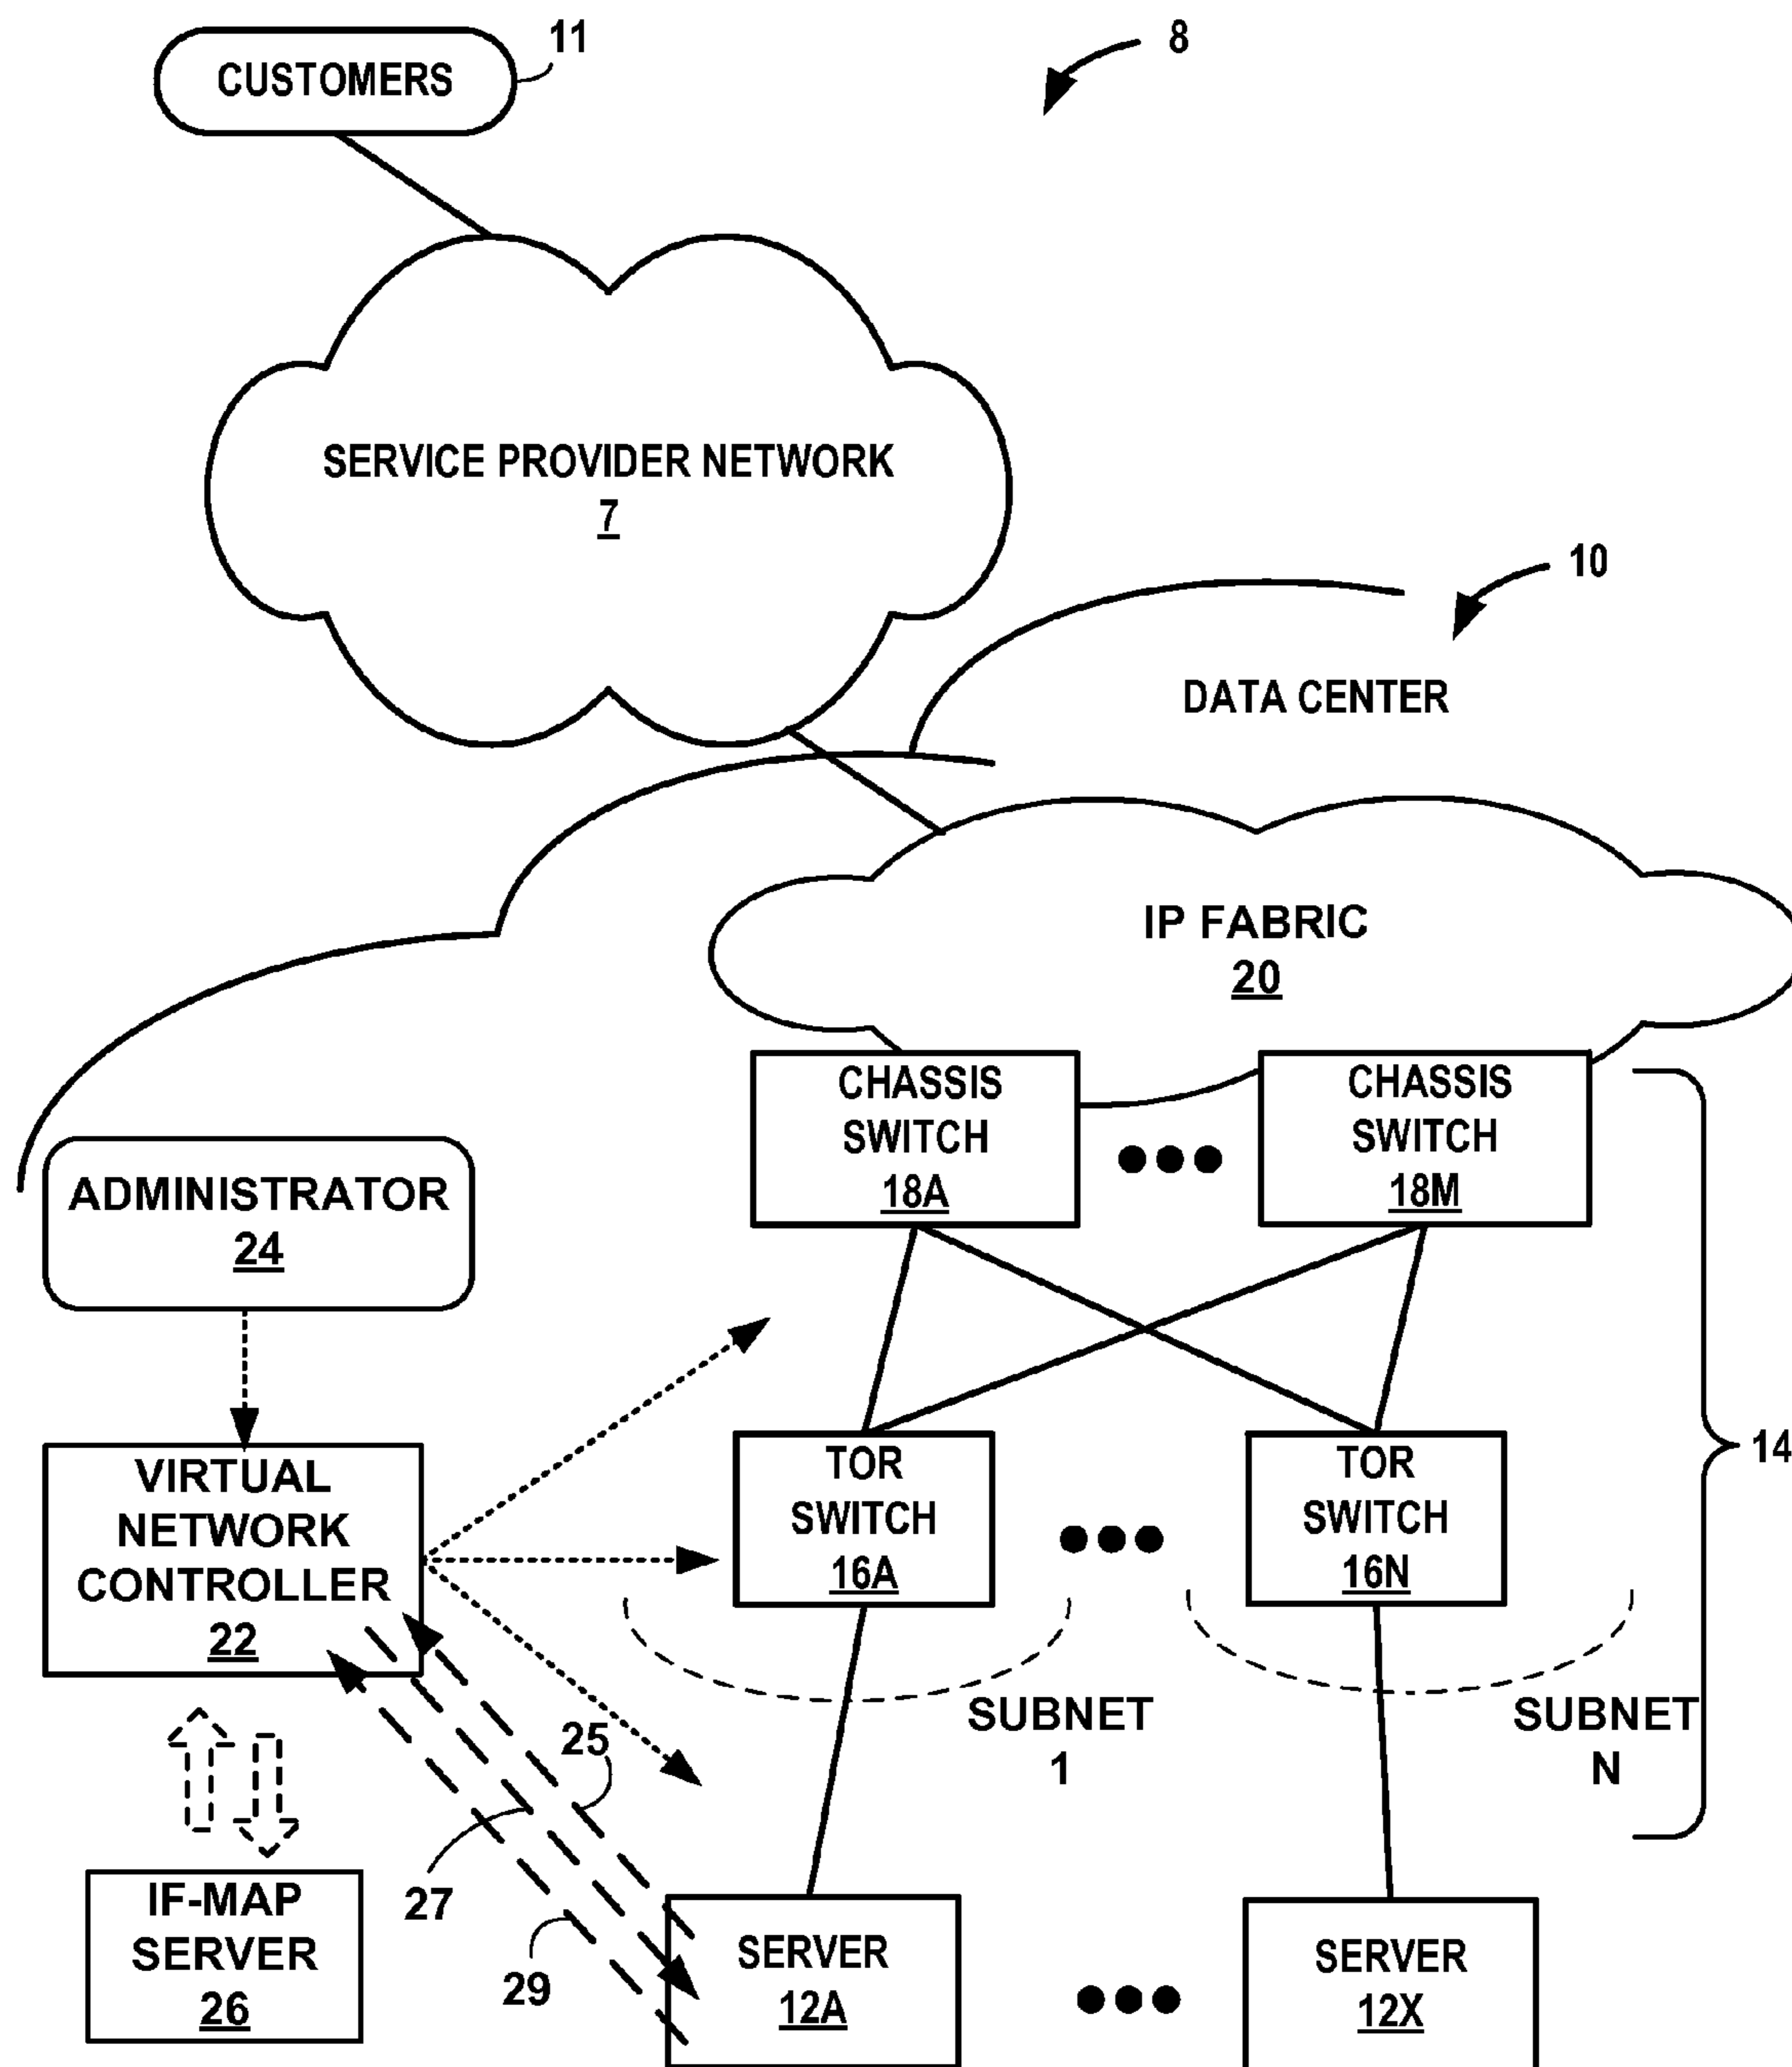 CUSTOMERS
11
8
SERVICE PROVIDER NETWORK
7
10
DATA CENTER
IP FABRIC
20
CHASSIS
SWITCH
18A
CHASSIS
SWITCH
18M
ADMINISTRATOR
24
VIRTUAL
NETWORK
CONTROLLER
22
TOR
SWITCH
16A
TOR
SWITCH
16N
14
SUBNET
1
SUBNET
N
25
27
29
IF-MAP
SERVER
26
SERVER
12A
SERVER
12X